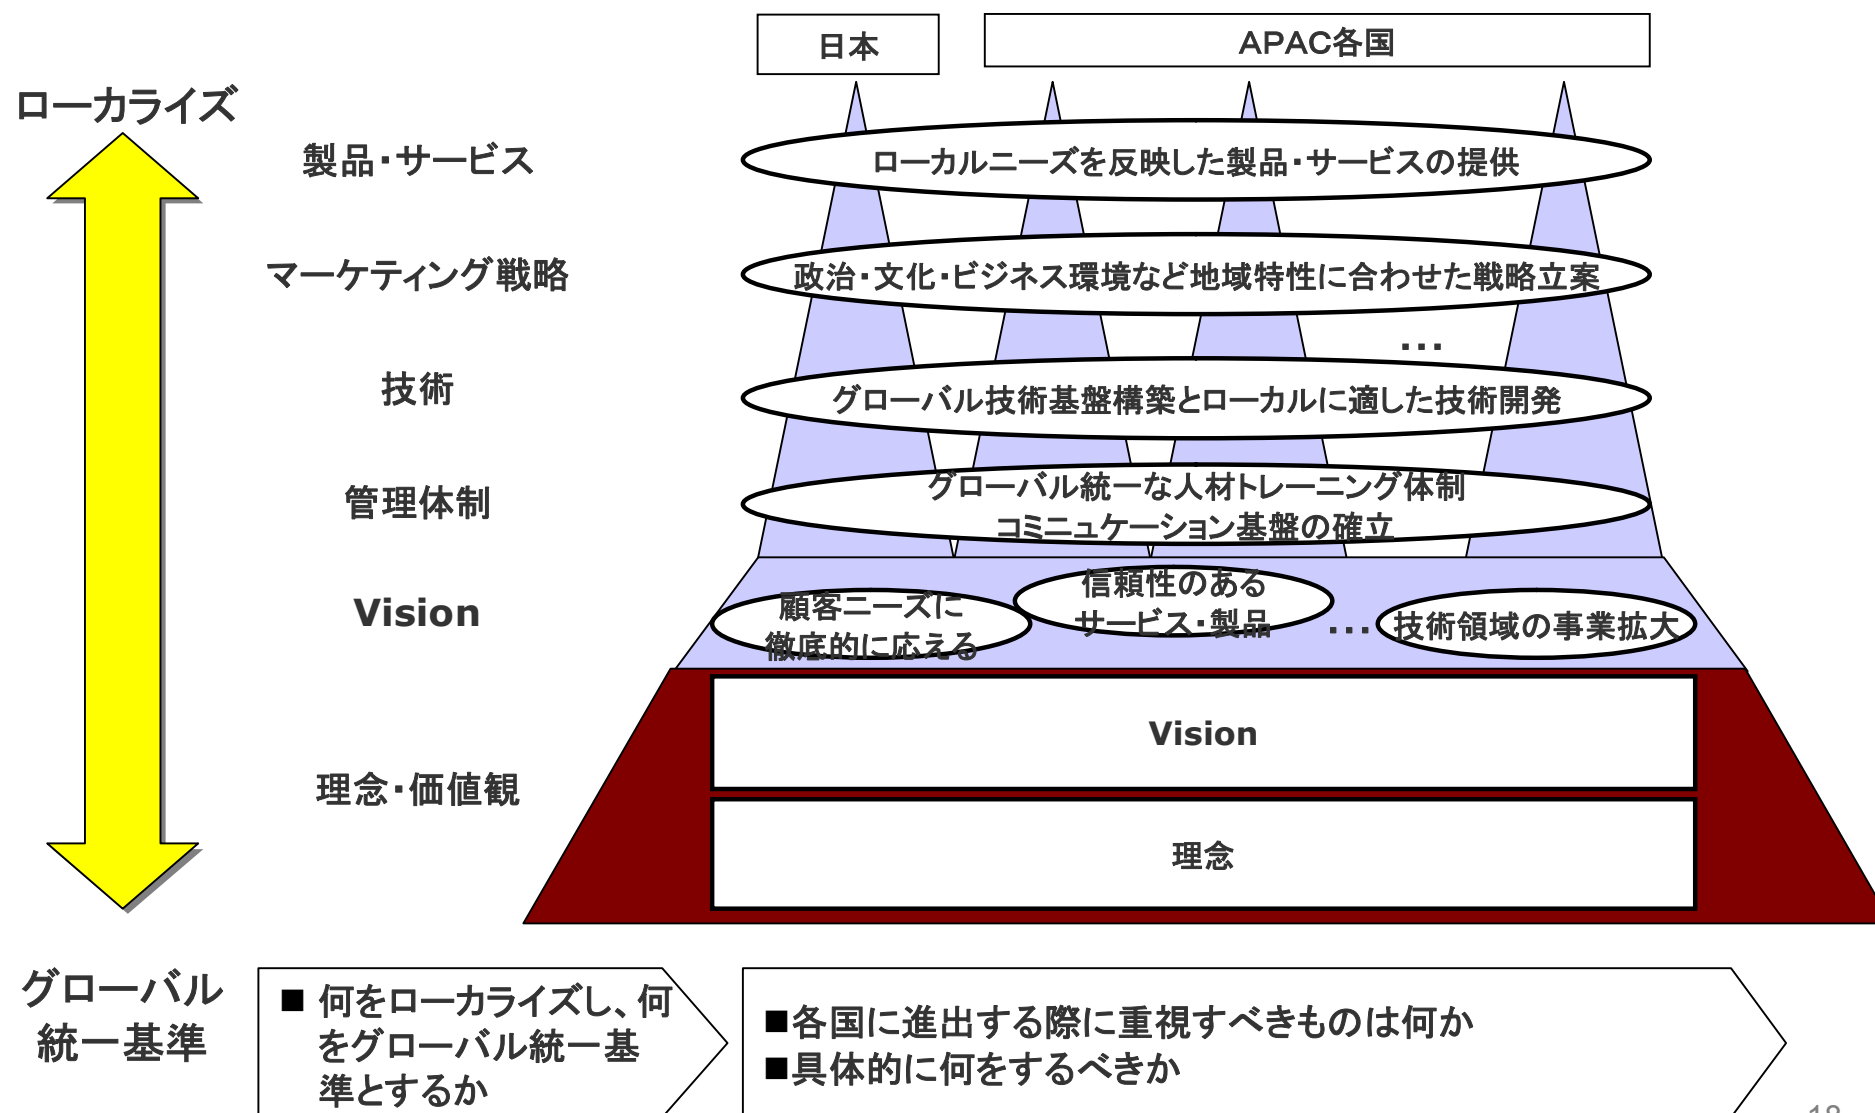 日本
APAC各国
ローカライズ
製品・サービス
ローカルニーズを反映した製品・サービスの提供
マーケティング戦略
政治・文化・ビジネス環境など地域特性に合わせた戦略立案
...
技術
グローバル技術基盤構築とローカルに適した技術開発
管理体制
グローバル統一な人材トレーニング体制
コミニュケーション基盤の確立
Vision
顧客ニーズに
徹底的に応える
信頼性のある
サービス・製品
...
技術領域の事業拡大
理念・価値観
Vision
理念
グローバル
統一基準
■ 何をローカライズし、何
をグローバル統一基
準とするか
■各国に進出する際に重視すべきものは何か
■具体的に何をするべきか